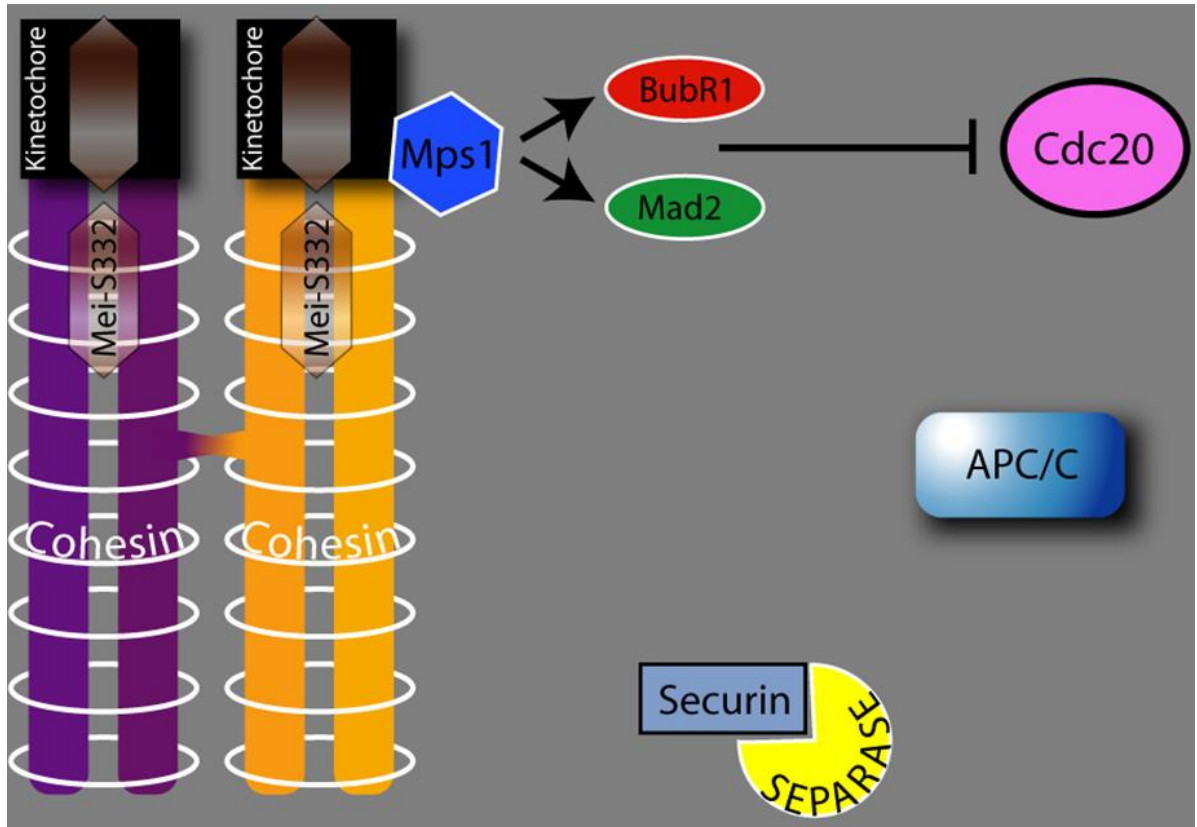 Kinetochore
Kinetochore
Mps1
BubR1
Mad2
Cdc20
Mei-S332
Mei-S332
APC/C
Cohesin
Cohesin
Securin
SEPARASE